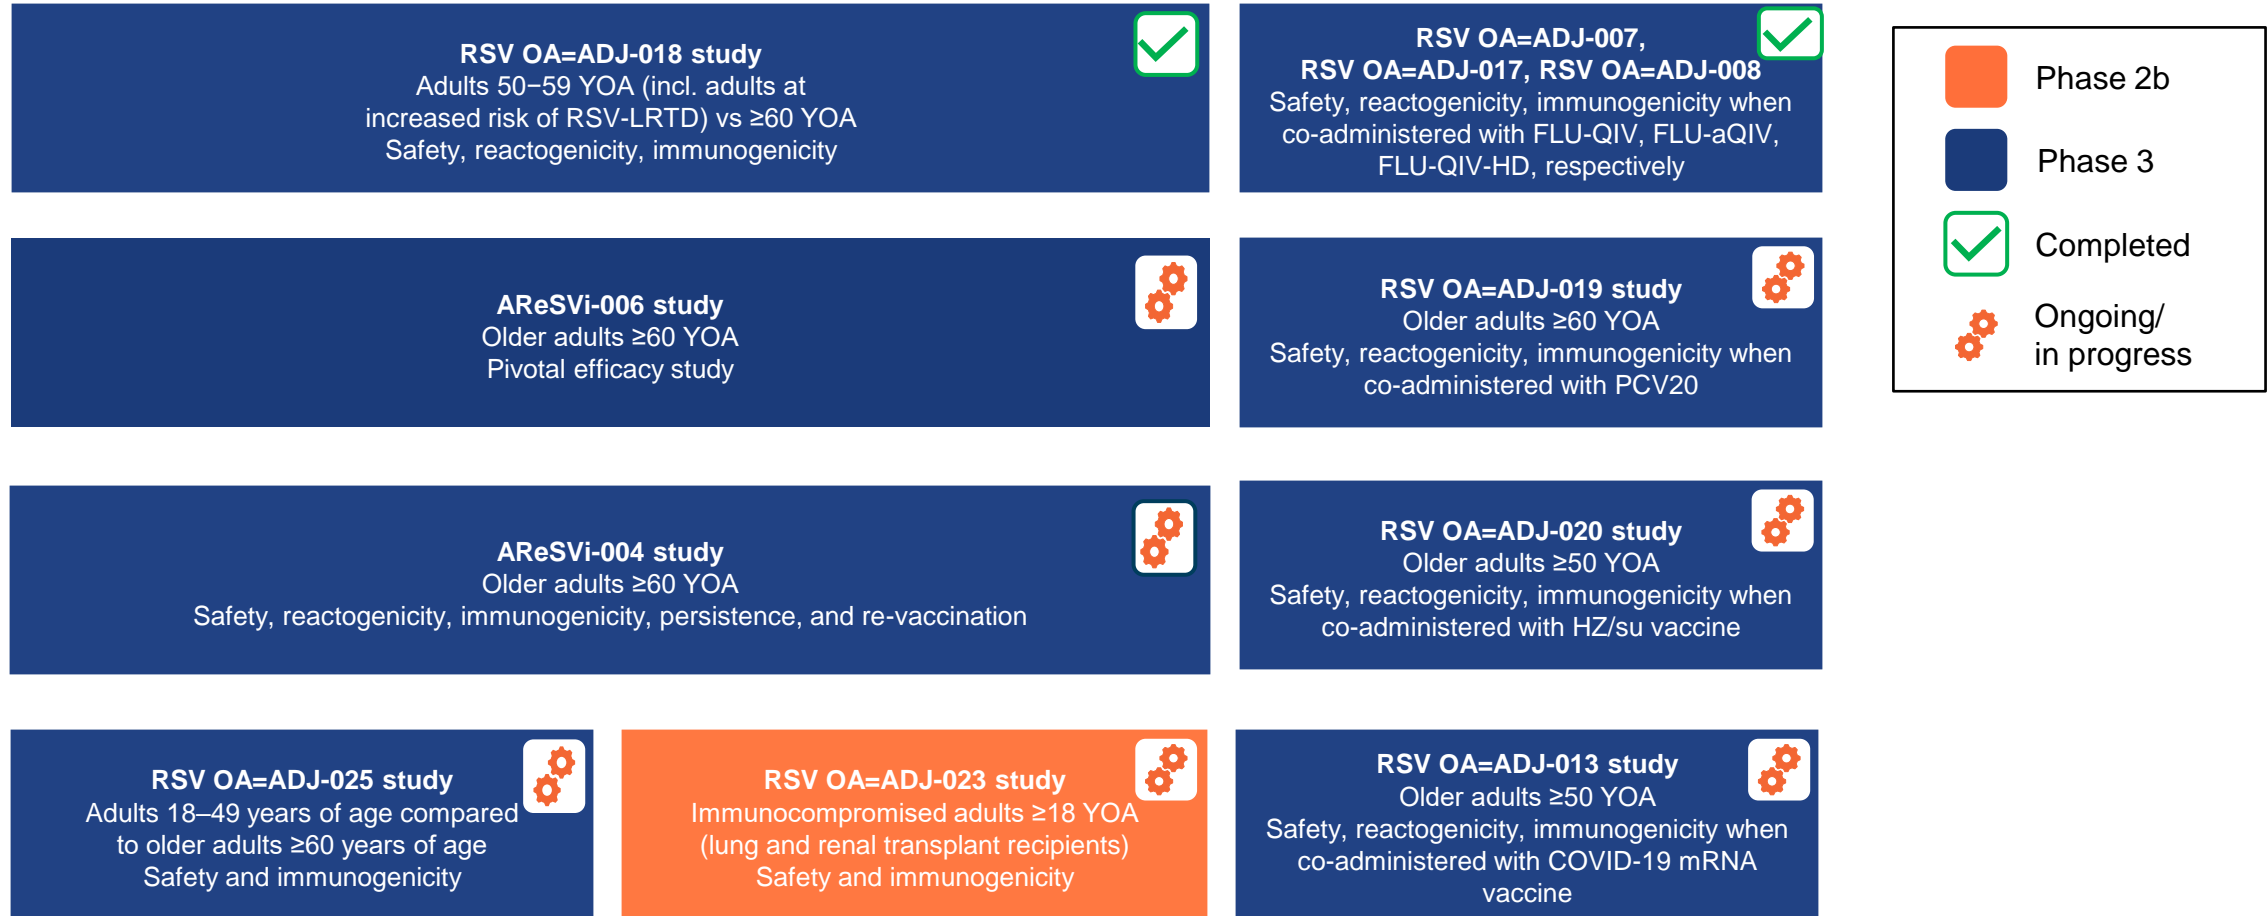 RSV OA=ADJ-018 study
Adults 50−59 YOA (incl. adults at
increased risk of RSV-LRTD) vs ≥60 YOA
Safety, reactogenicity, immunogenicity
RSV OA=ADJ-007,
RSV OA=ADJ-017, RSV OA=ADJ-008
Safety, reactogenicity, immunogenicity when
co-administered with FLU-QIV, FLU-aQIV,
FLU-QIV-HD, respectively
Phase 2b
Phase 3
Completed
Ongoing/
in progress
AReSVi-006 study
Older adults ≥60 YOA
Pivotal efficacy study
RSV OA=ADJ-019 study
Older adults ≥60 YOA
Safety, reactogenicity, immunogenicity when
co-administered with PCV20
AReSVi-004 study
Older adults ≥60 YOA
Safety, reactogenicity, immunogenicity, persistence, and re-vaccination
RSV OA=ADJ-020 study
Older adults ≥50 YOA
Safety, reactogenicity, immunogenicity when
co-administered with HZ/su vaccine
RSV OA=ADJ-025 study
Adults 18–49 years of age compared
to older adults ≥60 years of age
Safety and immunogenicity
RSV OA=ADJ-023 study
Immunocompromised adults ≥18 YOA
(lung and renal transplant recipients)
Safety and immunogenicity
RSV OA=ADJ-013 study
Older adults ≥50 YOA
Safety, reactogenicity, immunogenicity when
co-administered with COVID-19 mRNA
vaccine